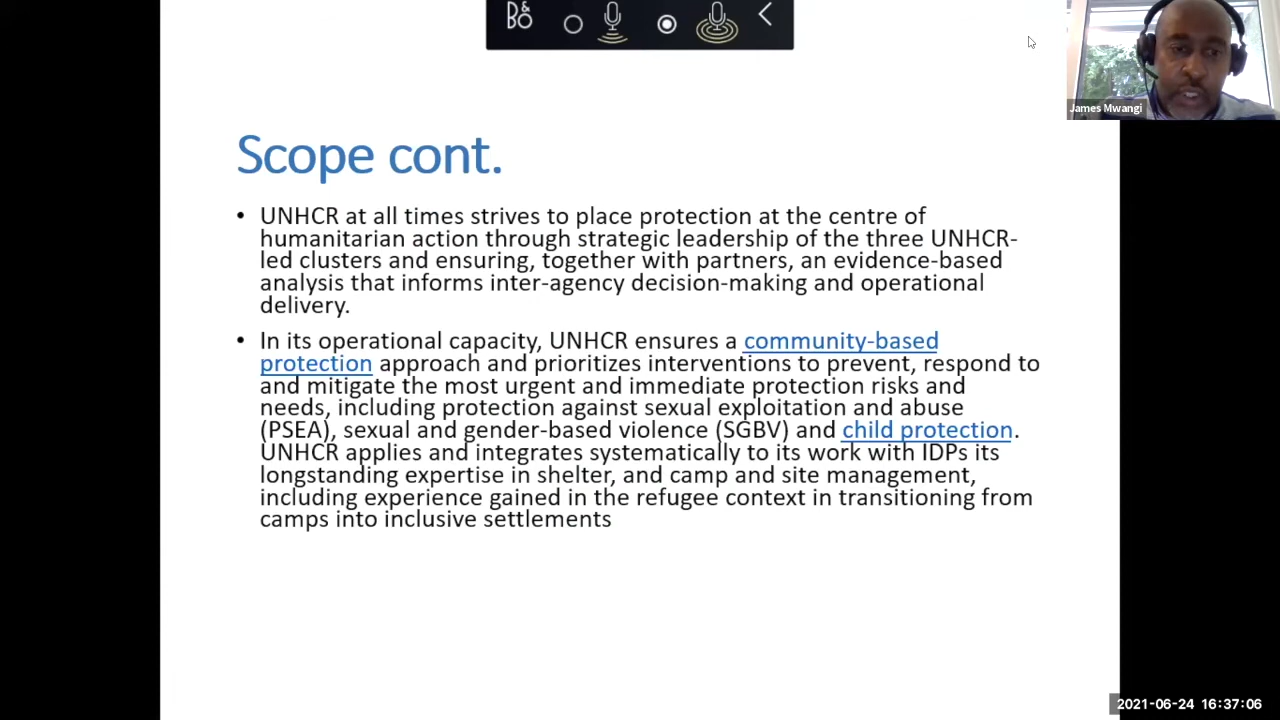 B&O
James Mwangi
Scope cont.
• UNHCR at all times strives to place protection at the centre of
humanitarian action through strategic leadership of the three UNHCR-
led clusters and ensuring, together with partners, an evidence-based
analysis that informs inter-agency decision-making and operational
delivery.
• In its operational capacity, UNHCR ensures a community-based
protection approach and prioritizes interventions to prevent, respond to
and mitigate the most urgent and immediate protection risks and
needs, including protection against sexual exploitation and abuse
(PSEA), sexual and gender-based violence (SGBV) and child protection.
UNHCR applies and integrates systematically to its work with IDPs its
longstanding expertise in shelter, and camp and site management,
including experience gained in the refugee context in transitioning from
camps into inclusive settlements
2021-06-24 16:37:06